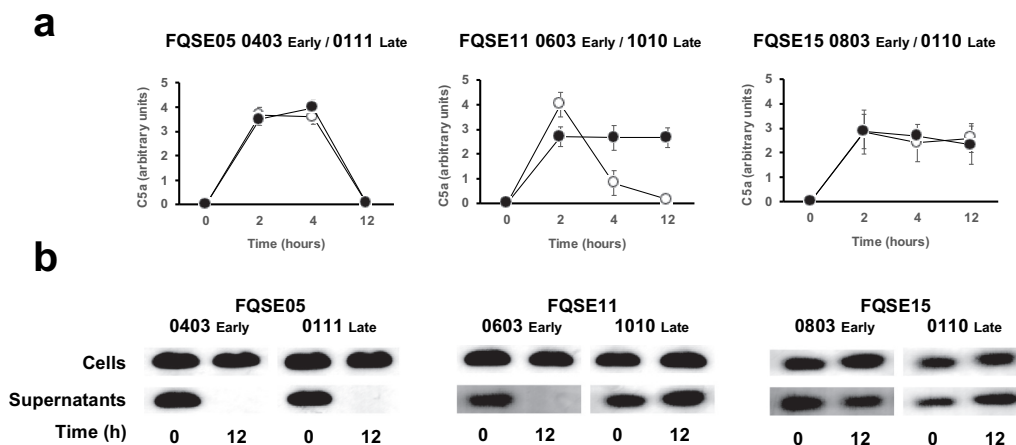 a
FQSE05 0403 Early / 0111 Late
FQSE11 0603 Early / 1010 Late
FQSE15 0803 Early / 0110 Late
C5a (arbitrary units)
5
4
3
2
1
0
0 2 4 12
Time (hours)
C5a (arbitrary units)
5
4
3
2
1
0
0 2 4 12
Time (hours)
C5a (arbitrary units)
5
4
3
2
1
0
0 2 4 12
Time (hours)
b
FQSE05
FQSE11
FQSE15
0403 Early 0111 Late
0603 Early 1010 Late
0803 Early 0110 Late
Cells
Supernatants
Time (h) 0 12 0 12 0 12 0 12 0 12 0 12